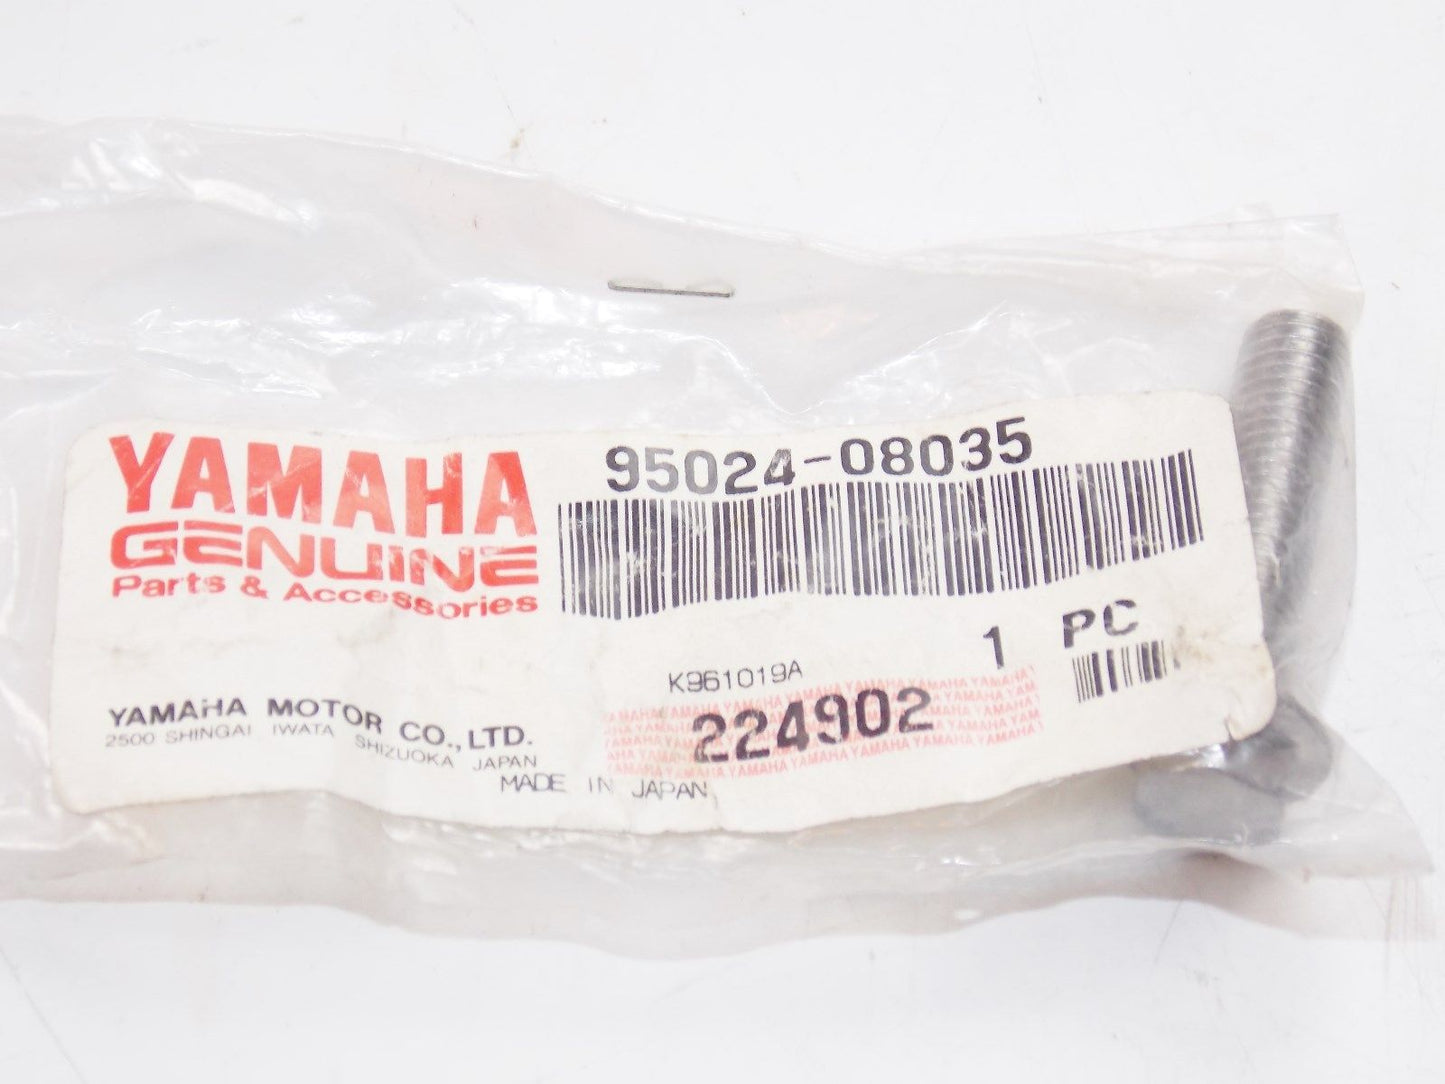 YAMAHA
GENUINE
Parts & Accessories
95024-08035
1 PC
K961019A
224902
YAMAHA MOTOR CO., LTD.
2500 SHINGAI IWATA SHIZUOKA JAPAN
MADE IN JAPAN